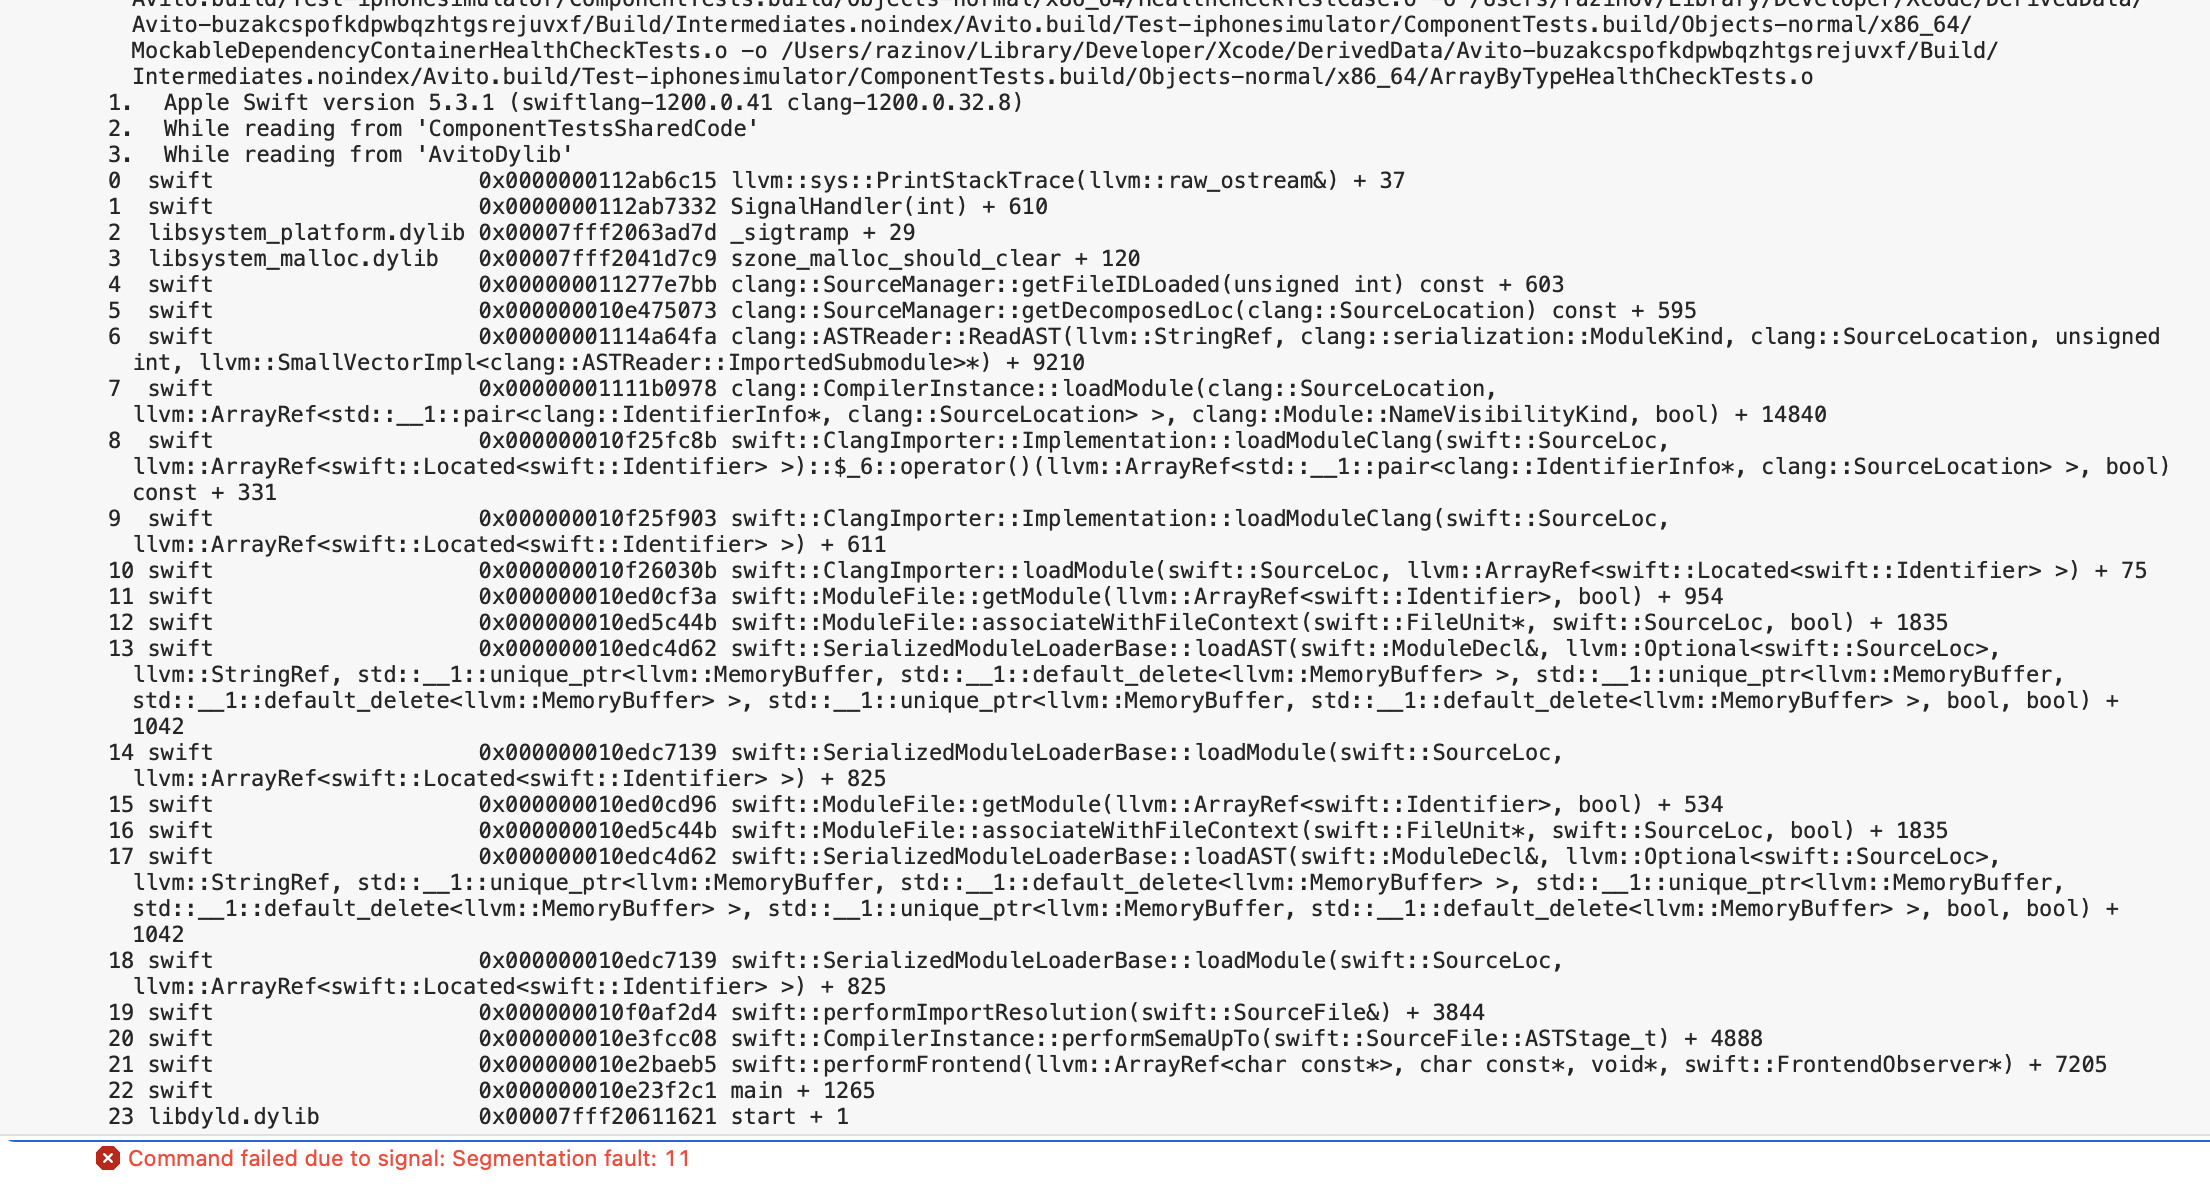 Avito.build/Test-iphonesimulator/ComponentTests.build/Objects-normal/x86_64/HealthCheckTestCase.o -o /Users/razinov/Library/Developer/Xcode/DerivedData/
Avito-buzakcspofkdpwbqzhtgsrejuvxf/Build/Intermediates.noindex/Avito.build/Test-iphonesimulator/ComponentTests.build/Objects-normal/x86_64/
MockableDependencyContainerHealthCheckTests.o -o /Users/razinov/Library/Developer/Xcode/DerivedData/Avito-buzakcspofkdpwbqzhtgsrejuvxf/Build/
Intermediates.noindex/Avito.build/Test-iphonesimulator/ComponentTests.build/Objects-normal/x86_64/ArrayByTypeHealthCheckTests.o
1. Apple Swift version 5.3.1 (swiftlang-1200.0.41 clang-1200.0.32.8)
2. While reading from 'ComponentTestsSharedCode'
3. While reading from 'AvitoDylib'
0 swift 0x0000000112ab6c15 llvm::sys::PrintStackTrace(llvm::raw_ostream&) + 37
1 swift 0x0000000112ab7332 SignalHandler(int) + 610
2 libsystem_platform.dylib 0x00007fff2063ad7d _sigtramp + 29
3 libsystem_malloc.dylib 0x00007fff2041d7c9 szone_malloc_should_clear + 120
4 swift 0x000000011277e7bb clang::SourceManager::getFileIDLoaded(unsigned int) const + 603
5 swift 0x000000010e475073 clang::SourceManager::getDecomposedLoc(clang::SourceLocation) const + 595
6 swift 0x00000001114a64fa clang::ASTReader::ReadAST(llvm::StringRef, clang::serialization::ModuleKind, clang::SourceLocation, unsigned
int, llvm::SmallVectorImpl<clang::ASTReader::ImportedSubmodule>*) + 9210
7 swift 0x00000001111b0978 clang::CompilerInstance::loadModule(clang::SourceLocation,
llvm::ArrayRef<std::__1::pair<clang::IdentifierInfo*, clang::SourceLocation> >, clang::Module::NameVisibilityKind, bool) + 14840
8 swift 0x000000010f25fc8b swift::ClangImporter::Implementation::loadModuleClang(swift::SourceLoc,
llvm::ArrayRef<swift::Located<swift::Identifier> >)::$_6::operator()(llvm::ArrayRef<std::__1::pair<clang::IdentifierInfo*, clang::SourceLocation> >, bool)
const + 331
9 swift 0x000000010f25f903 swift::ClangImporter::Implementation::loadModuleClang(swift::SourceLoc,
llvm::ArrayRef<swift::Located<swift::Identifier> >) + 611
10 swift 0x000000010f26030b swift::ClangImporter::loadModule(swift::SourceLoc, llvm::ArrayRef<swift::Located<swift::Identifier> >) + 75
11 swift 0x000000010ed0cf3a swift::ModuleFile::getModule(llvm::ArrayRef<swift::Identifier>, bool) + 954
12 swift 0x000000010ed5c44b swift::ModuleFile::associateWithFileContext(swift::FileUnit*, swift::SourceLoc, bool) + 1835
13 swift 0x000000010edc4d62 swift::SerializedModuleLoaderBase::loadAST(swift::ModuleDecl&, llvm::Optional<swift::SourceLoc>,
llvm::StringRef, std::__1::unique_ptr<llvm::MemoryBuffer, std::__1::default_delete<llvm::MemoryBuffer> >, std::__1::unique_ptr<llvm::MemoryBuffer,
std::__1::default_delete<llvm::MemoryBuffer> >, std::__1::unique_ptr<llvm::MemoryBuffer, std::__1::default_delete<llvm::MemoryBuffer> >, bool, bool) +
1042
14 swift 0x000000010edc7139 swift::SerializedModuleLoaderBase::loadModule(swift::SourceLoc,
llvm::ArrayRef<swift::Located<swift::Identifier> >) + 825
15 swift 0x000000010ed0cd96 swift::ModuleFile::getModule(llvm::ArrayRef<swift::Identifier>, bool) + 534
16 swift 0x000000010ed5c44b swift::ModuleFile::associateWithFileContext(swift::FileUnit*, swift::SourceLoc, bool) + 1835
17 swift 0x000000010edc4d62 swift::SerializedModuleLoaderBase::loadAST(swift::ModuleDecl&, llvm::Optional<swift::SourceLoc>,
llvm::StringRef, std::__1::unique_ptr<llvm::MemoryBuffer, std::__1::default_delete<llvm::MemoryBuffer> >, std::__1::unique_ptr<llvm::MemoryBuffer,
std::__1::default_delete<llvm::MemoryBuffer> >, std::__1::unique_ptr<llvm::MemoryBuffer, std::__1::default_delete<llvm::MemoryBuffer> >, bool, bool) +
1042
18 swift 0x000000010edc7139 swift::SerializedModuleLoaderBase::loadModule(swift::SourceLoc,
llvm::ArrayRef<swift::Located<swift::Identifier> >) + 825
19 swift 0x000000010f0af2d4 swift::performImportResolution(swift::SourceFile&) + 3844
20 swift 0x000000010e3fcc08 swift::CompilerInstance::performSemaUpTo(swift::SourceFile::ASTStage_t) + 4888
21 swift 0x000000010e2baeb5 swift::performFrontend(llvm::ArrayRef<char const*>, char const*, void*, swift::FrontendObserver*) + 7205
22 swift 0x000000010e23f2c1 main + 1265
23 libdyld.dylib 0x00007fff20611621 start + 1
Command failed due to signal: Segmentation fault: 11